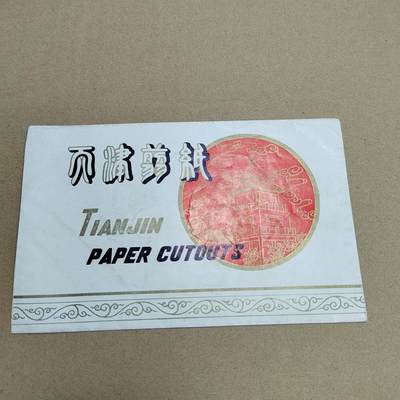 天津剪紙
TIANJIN
PAPER CUTOUTS